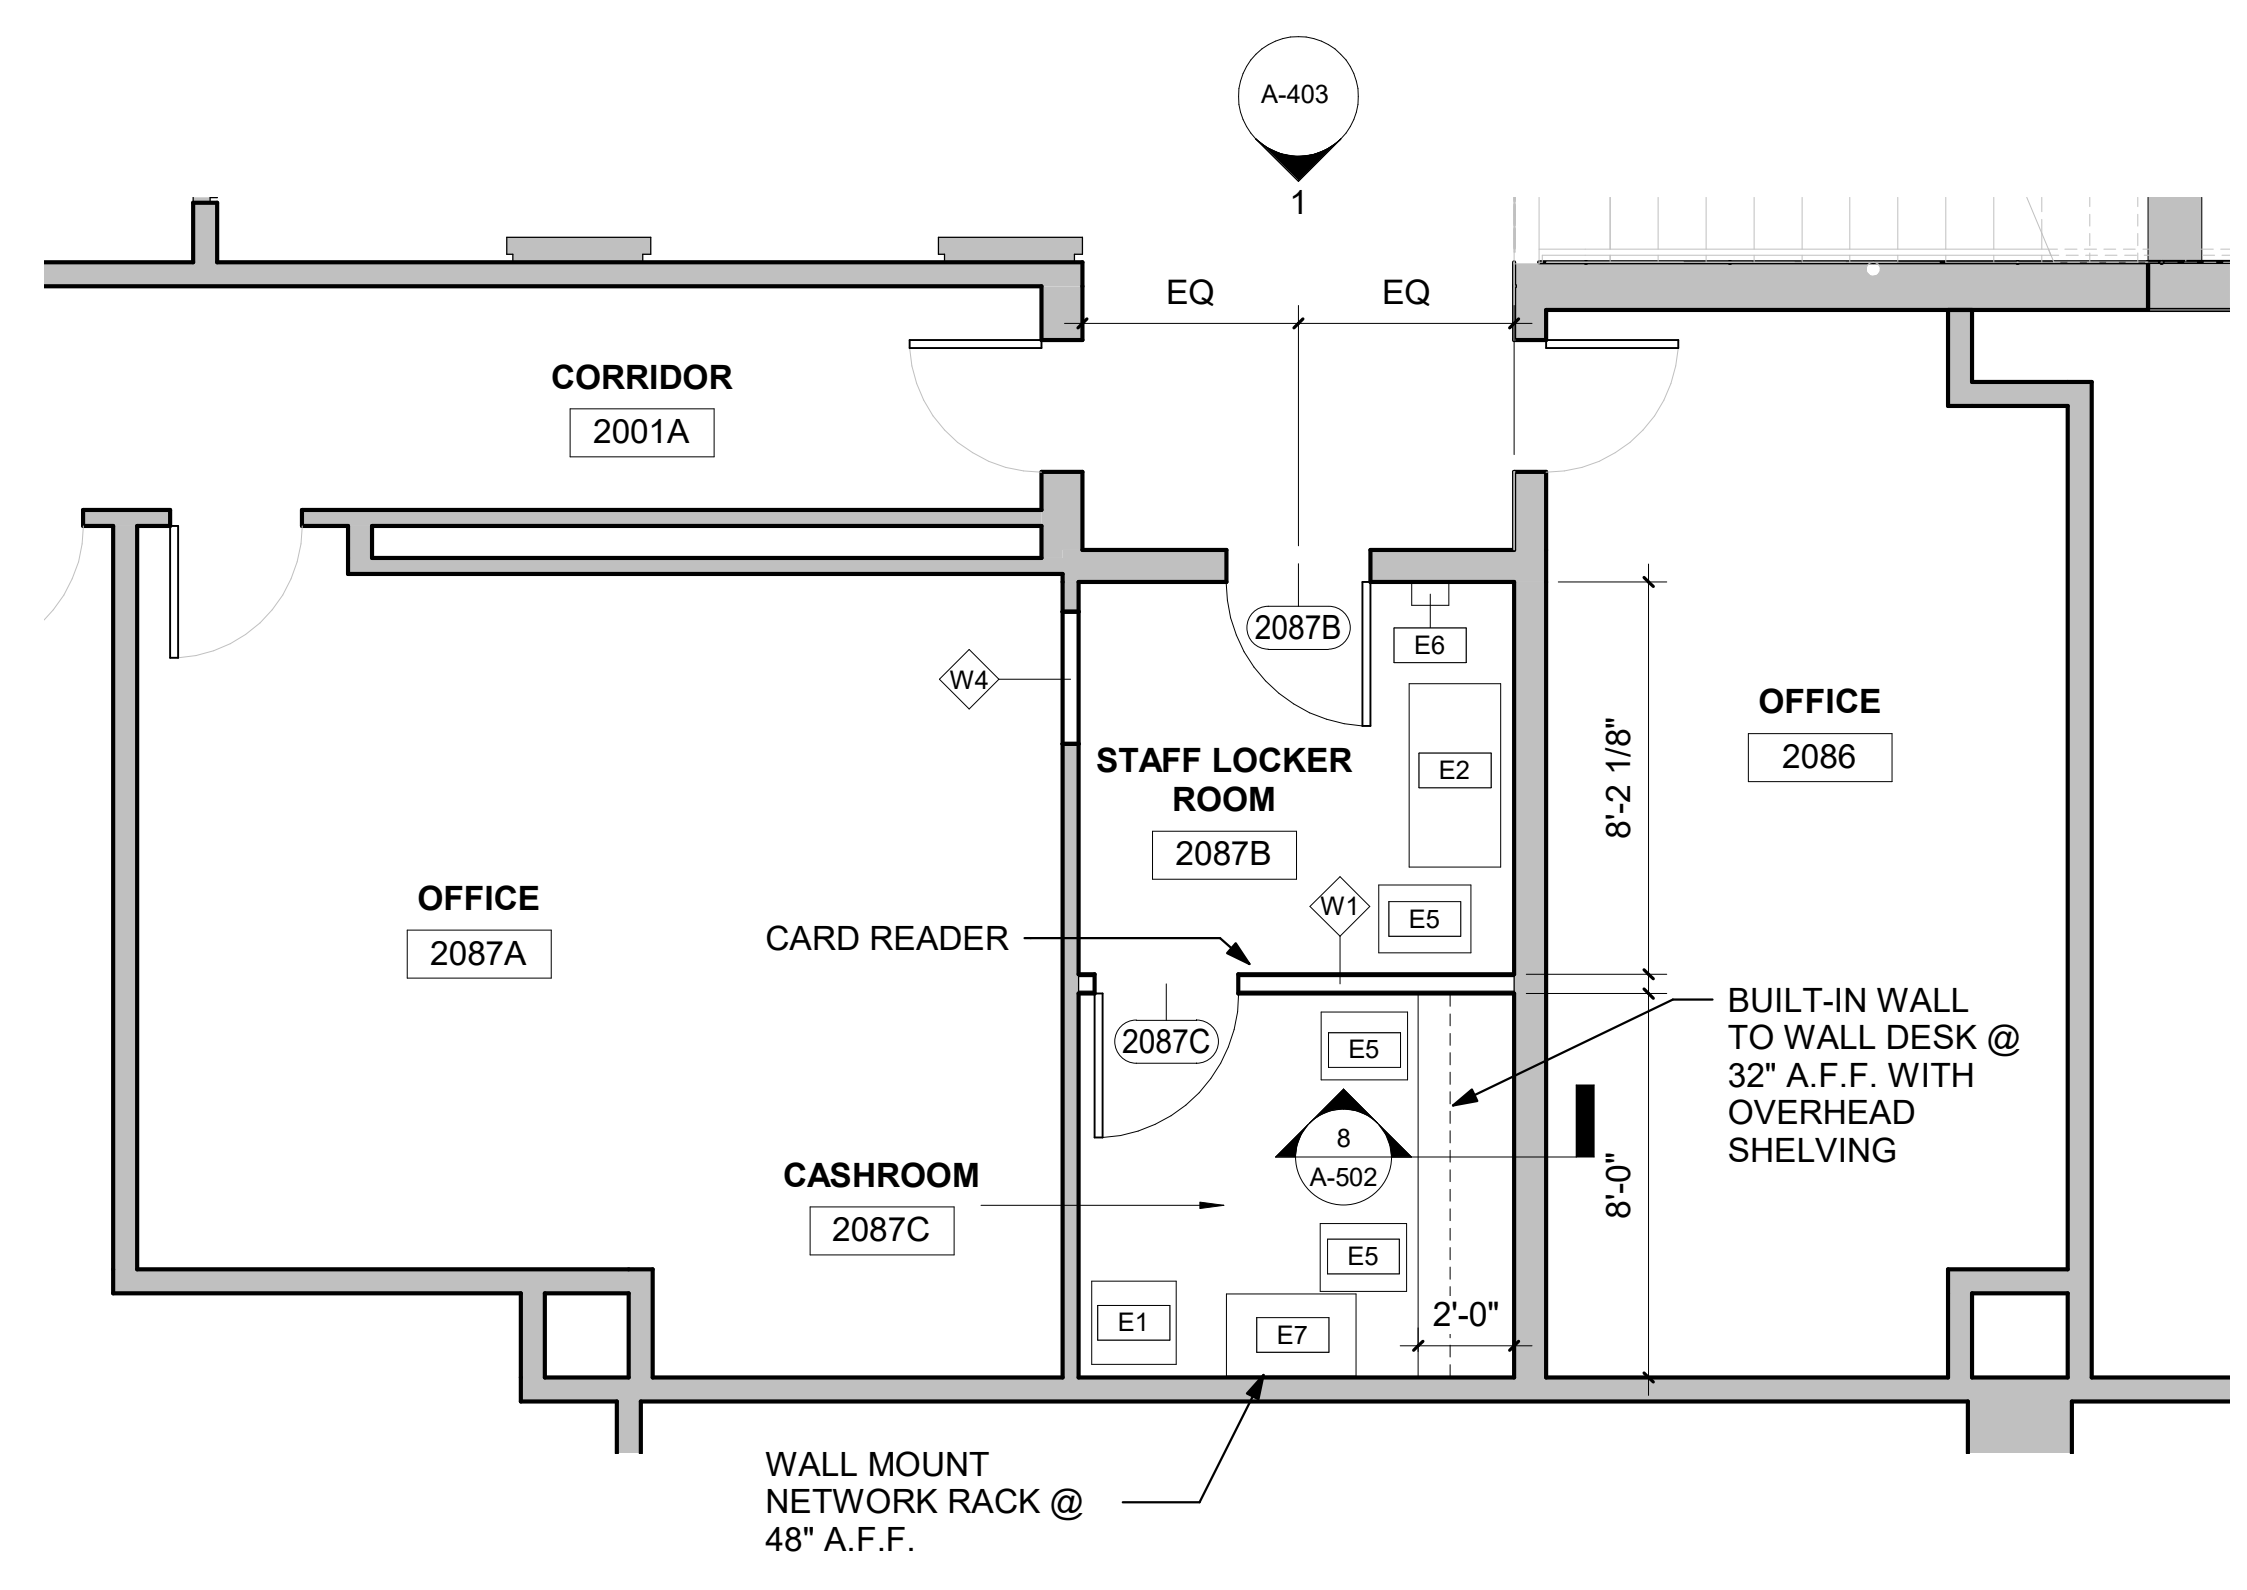 A-403
1
EQ
EQ
CORRIDOR
2001A
2087B
E6
W4
OFFICE
2086
STAFF LOCKER
ROOM
2087B
E2
8'-2 1/8"
OFFICE
2087A
CARD READER
W1
E5
2087C
E5
BUILT-IN WALL
TO WALL DESK @
32" A.F.F. WITH
OVERHEAD
SHELVING
8
A-502
CASHROOM
2087C
8'-0"
E5
E1
E7
2'-0"
WALL MOUNT
NETWORK RACK @
48" A.F.F.